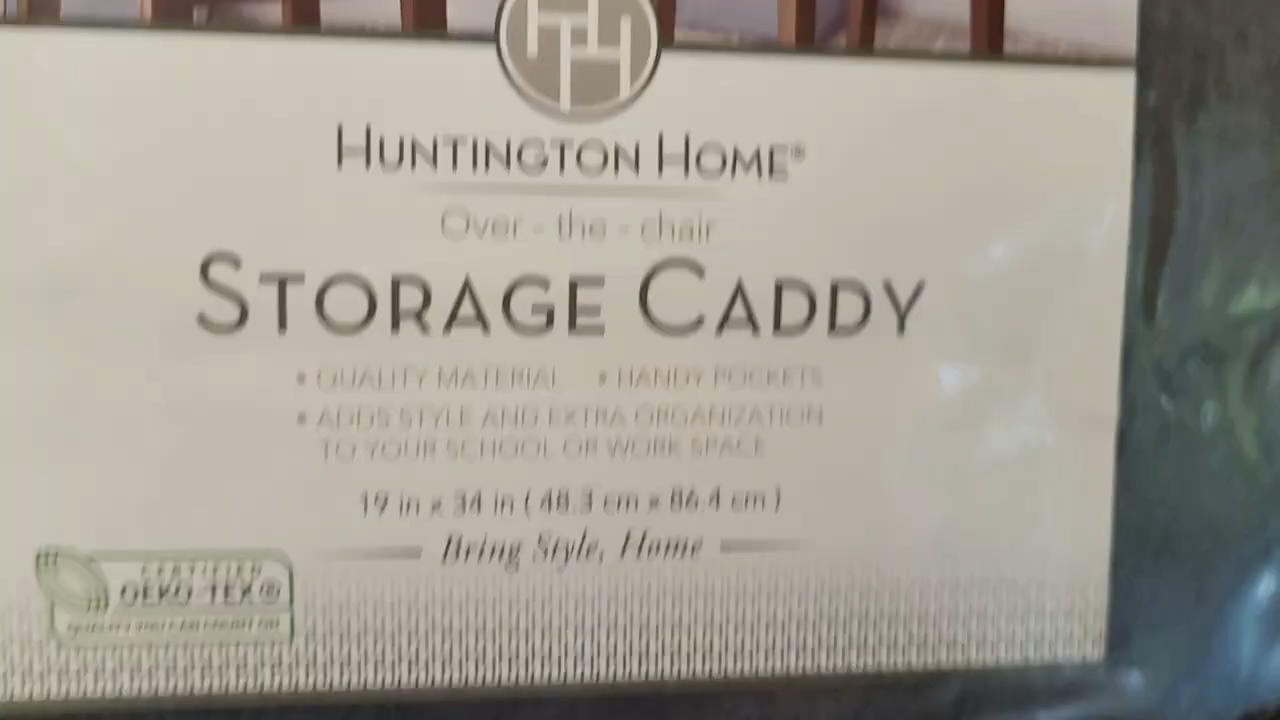 HUNTINGTON HOME®
Over - the - chair
STORAGE CADDY
• QUALITY MATERIAL • HANDY POCKETS
• ADDS STYLE AND EXTRA ORGANIZATION
TO YOUR SCHOOL OR WORK SPACE
19 in x 34 in ( 48.3 cm x 86.4 cm )
Bring Style, Home
CERTIFIED
OEKO-TEX®